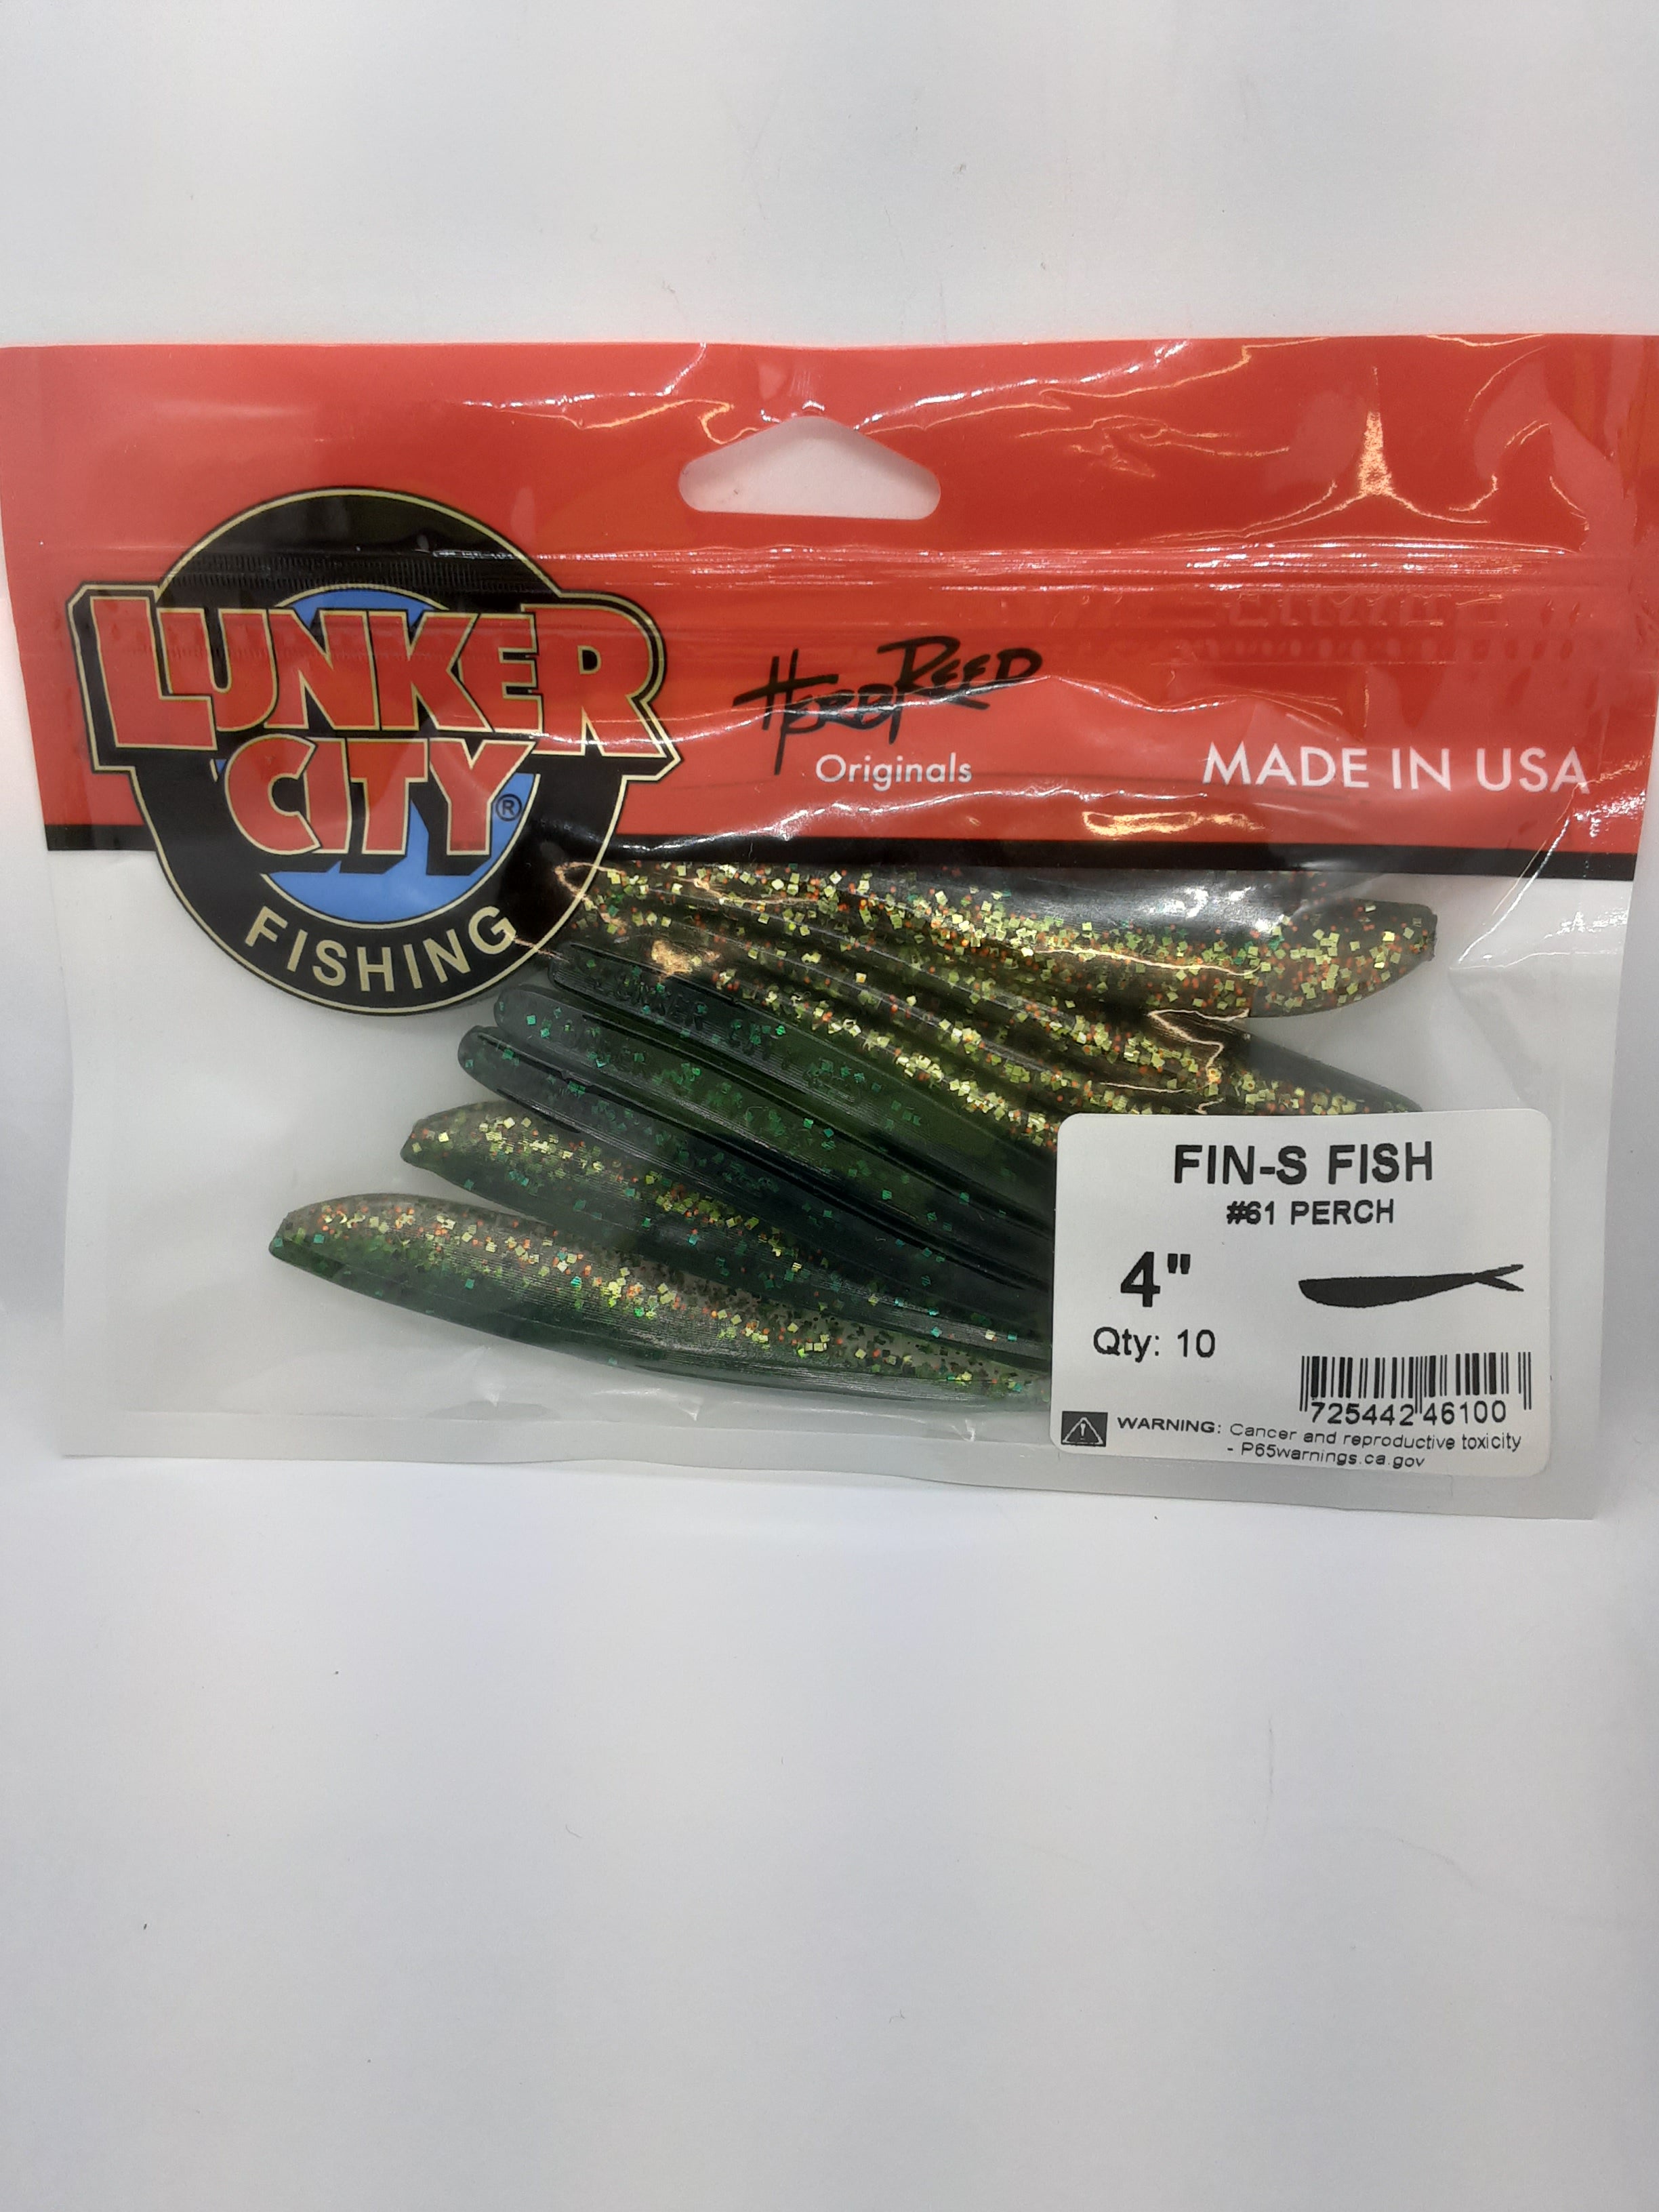 LUNKER
CITY®
FISHING
HERB REED
Originals
MADE IN USA
FIN-S FISH
#61 PERCH
4"
Qty: 10
725442 46100
WARNING: Cancer and reproductive toxicity
- P65warnings.ca.gov